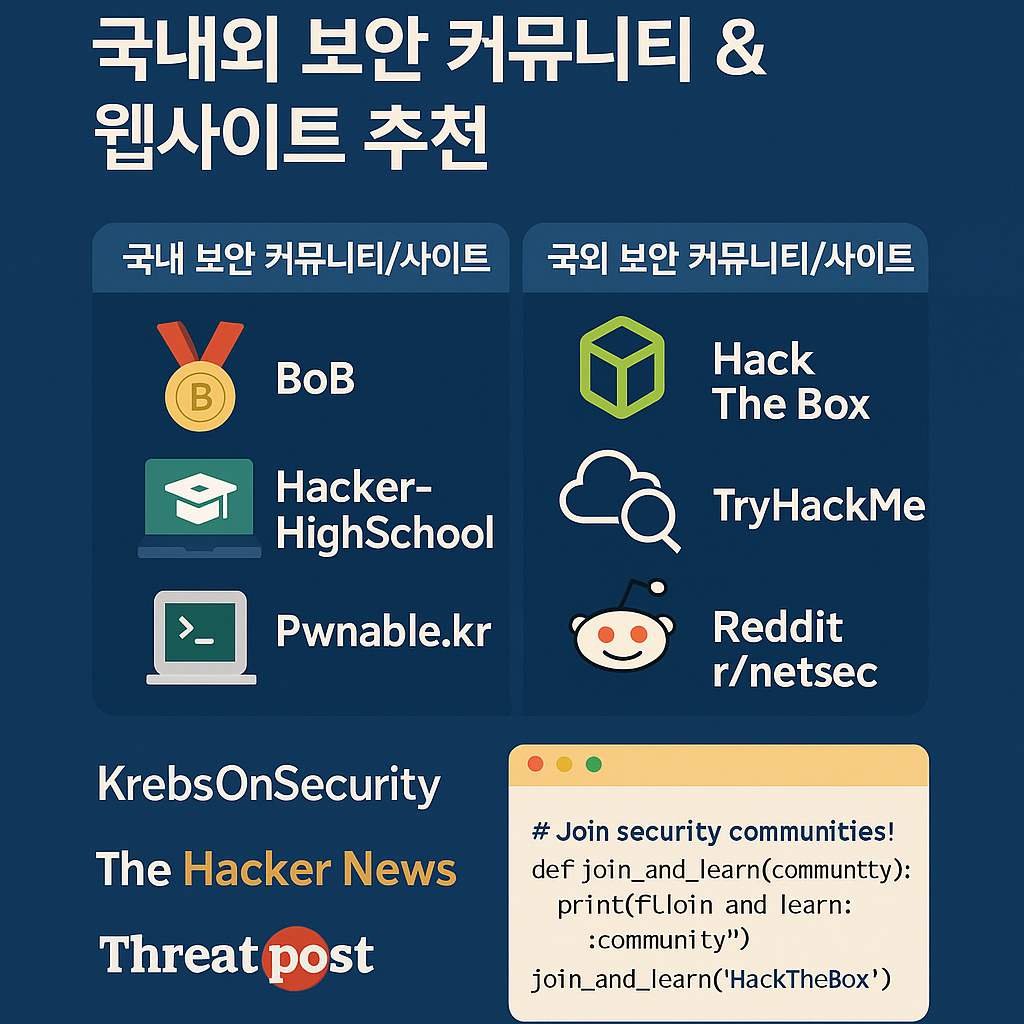 국내외 보안 커뮤니티 &
웹사이트 추천
국내 보안 커뮤니티/사이트
B
BoB
Hacker-
HighSchool
>_
Pwnable.kr
국외 보안 커뮤니티/사이트
Hack
The Box
TryHackMe
Reddit
r/netsec
KrebsOnSecurity
The Hacker News
Threatpost
# Join security communities!
def join_and_learn(communtty):
print(fLloin and learn:
:community")
join_and_learn('HackTheBox')